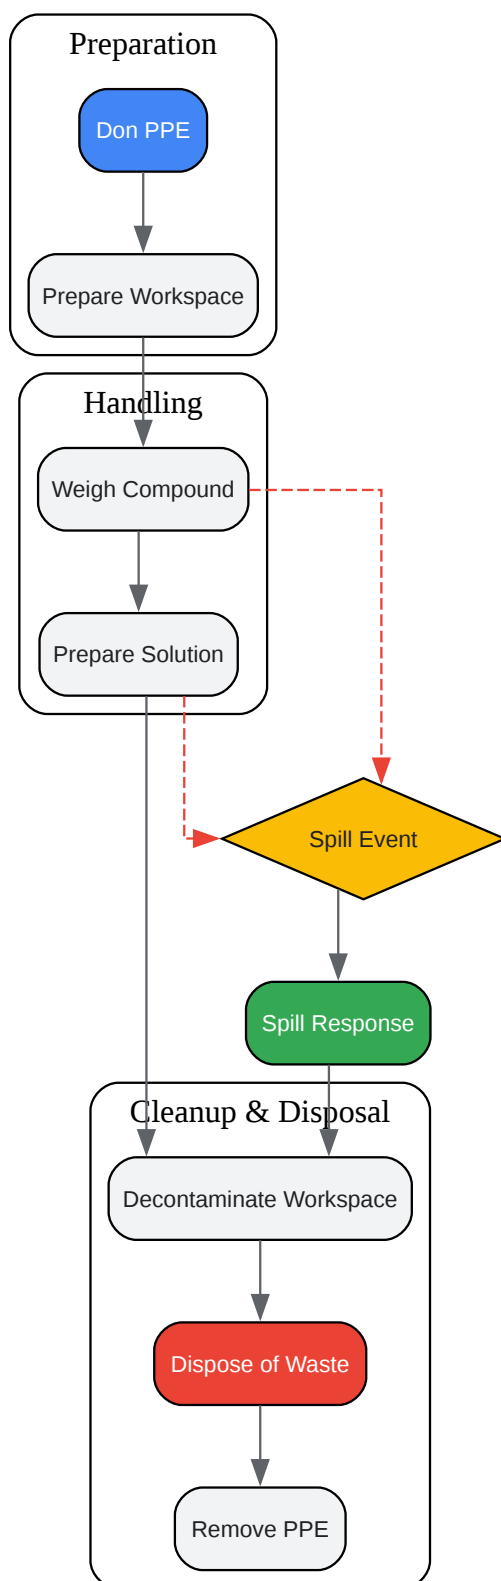 Preparation
Don PPE
Prepare Workspace
Handling
Weigh Compound
Prepare Solution
Spill Event
Spill Response
Cleanup & Disposal
Decontaminate Workspace
Dispose of Waste
Remove PPE